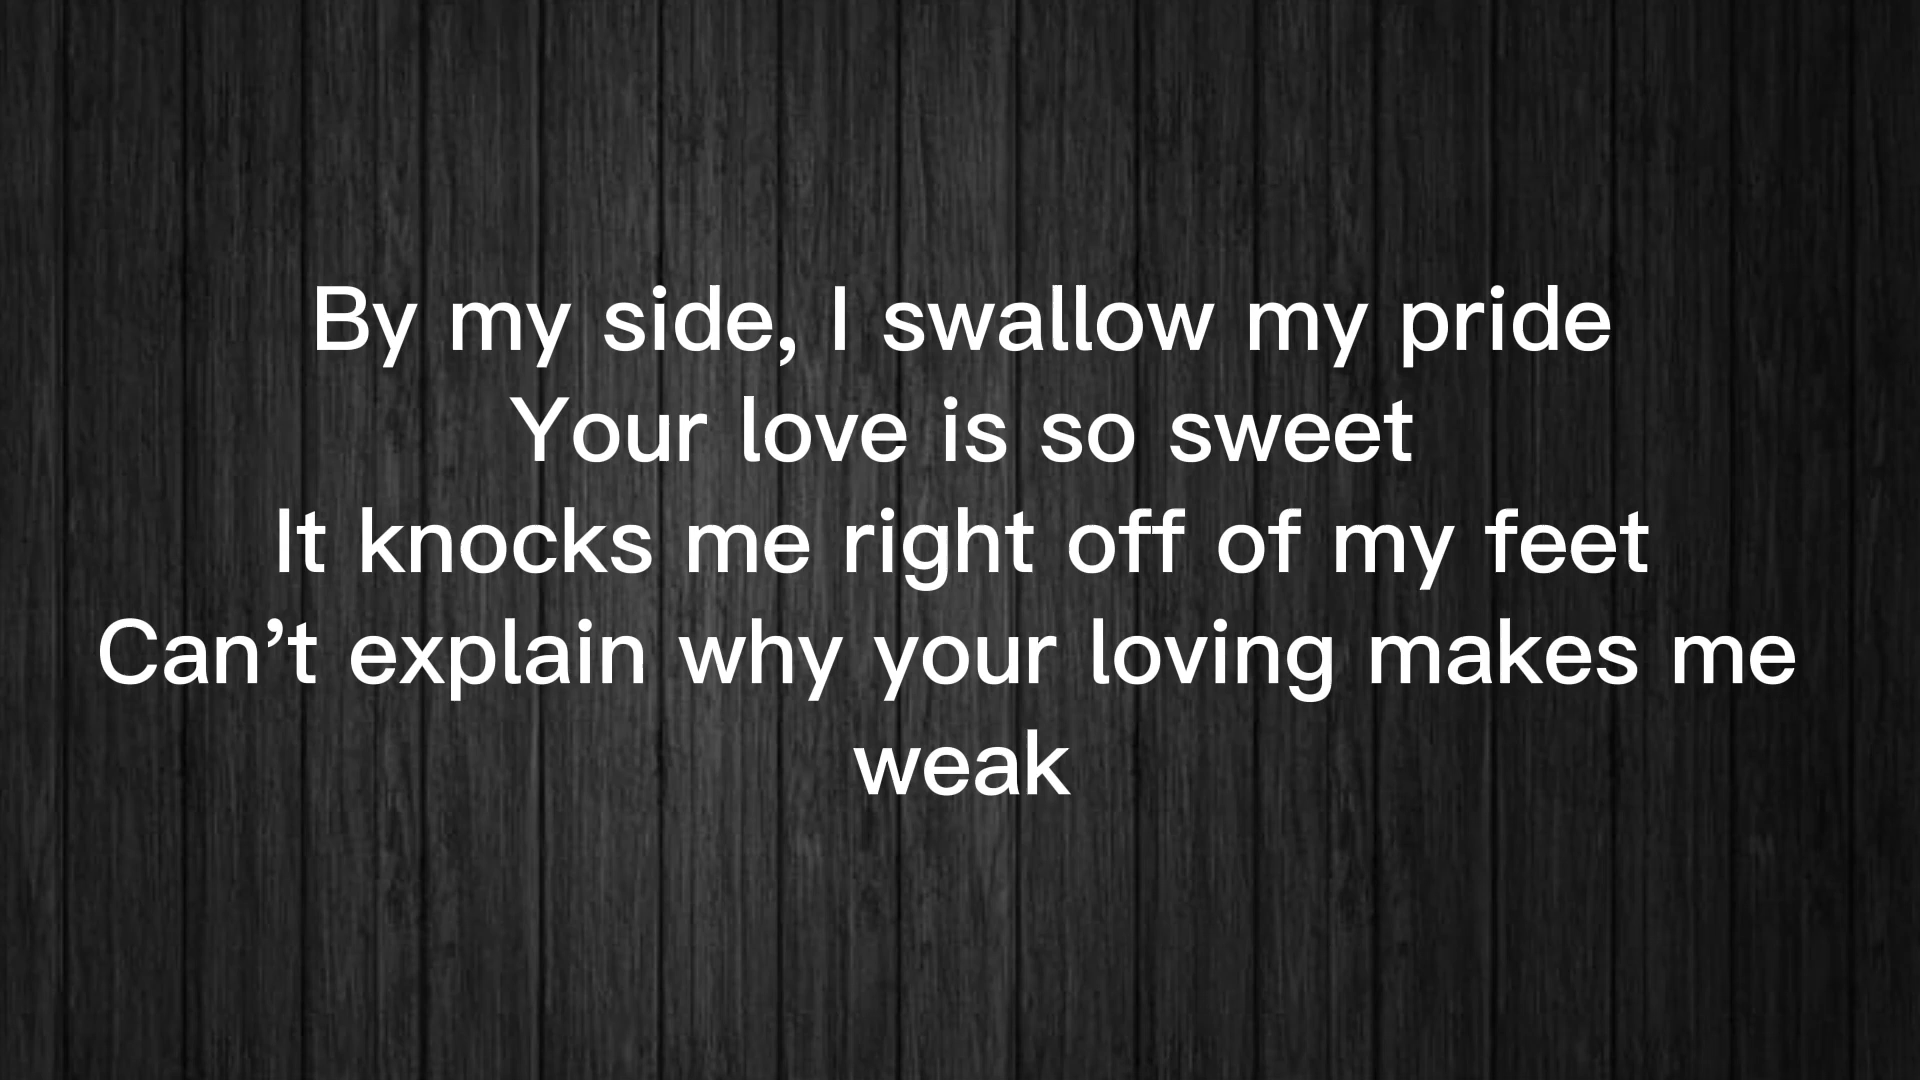 By my side, I swallow my pride
Your love is so sweet
It knocks me right off of my feet
Can’t explain why your loving makes me
weak